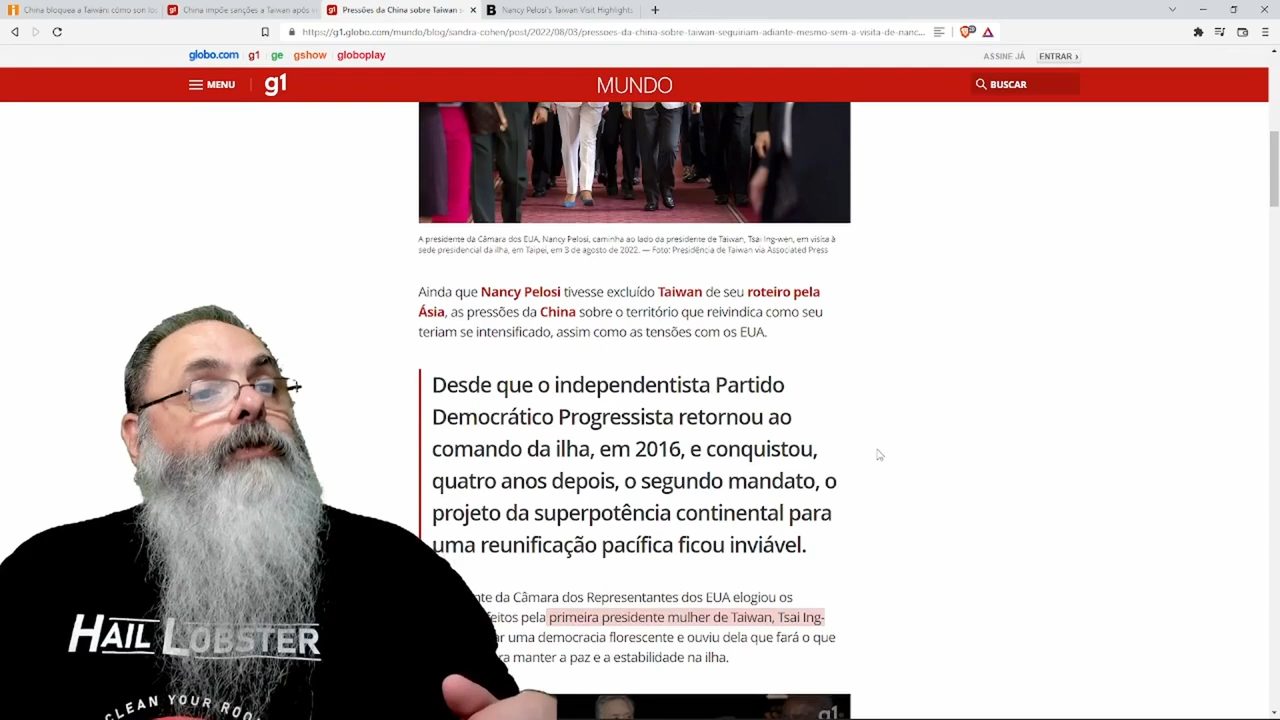 China bloquea a Taiwán: cómo son los
China impõe sanções a Taiwan após
Pressões da China sobre Taiwan s
Nancy Pelosi's Taiwan Visit Highlights
https://g1.globo.com/mundo/blog/sandra-cohen/post/2022/08/03/pressoes-da-china-sobre-taiwan-seguiriam-adiante-mesmo-sem-a-visita-de-nanc...
globo.com g1 ge gshow globoplay
ASSINE JÁ ENTRAR ›
MENU g1 MUNDO BUSCAR
A presidente da Câmara dos EUA, Nancy Pelosi, caminha ao lado da presidente de Taiwan, Tsai Ing-wen, em visita à
sede presidencial da ilha, em Taipei, em 3 de agosto de 2022. — Foto: Presidência de Taiwan via Associated Press
Ainda que Nancy Pelosi tivesse excluído Taiwan de seu roteiro pela
Ásia, as pressões da China sobre o território que reivindica como seu
teriam se intensificado, assim como as tensões com os EUA.
Desde que o independentista Partido
Democrático Progressista retornou ao
comando da ilha, em 2016, e conquistou,
quatro anos depois, o segundo mandato, o
projeto da superpotência continental para
uma reunificação pacífica ficou inviável.
nte da Câmara dos Representantes dos EUA elogiou os
feitos pela primeira presidente mulher de Taiwan, Tsai Ing-
ar uma democracia florescente e ouviu dela que fará o que
ra manter a paz e a estabilidade na ilha.
HAIL LOBSTER
CLEAN YOUR ROO
g1